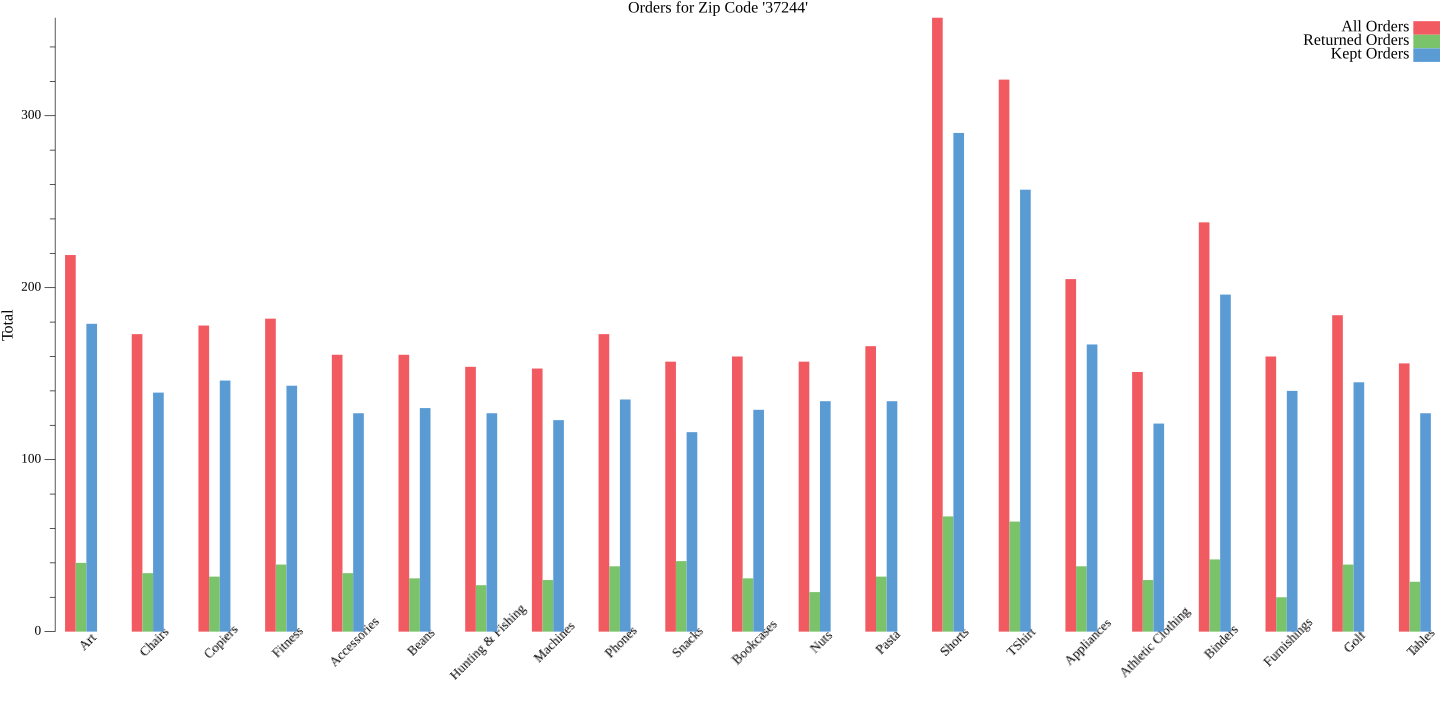 Orders for Zip Code '37244'
All Orders
Returned Orders
Kept Orders
Total
300
200
100
0
Art
Chairs
Copiers
Fitness
Accessories
Beans
Hunting & Fishing
Machines
Phones
Snacks
Bookcases
Nuts
Pasta
Shorts
TShirt
Appliances
Athletic Clothing
Binders
Furnishings
Golf
Tables